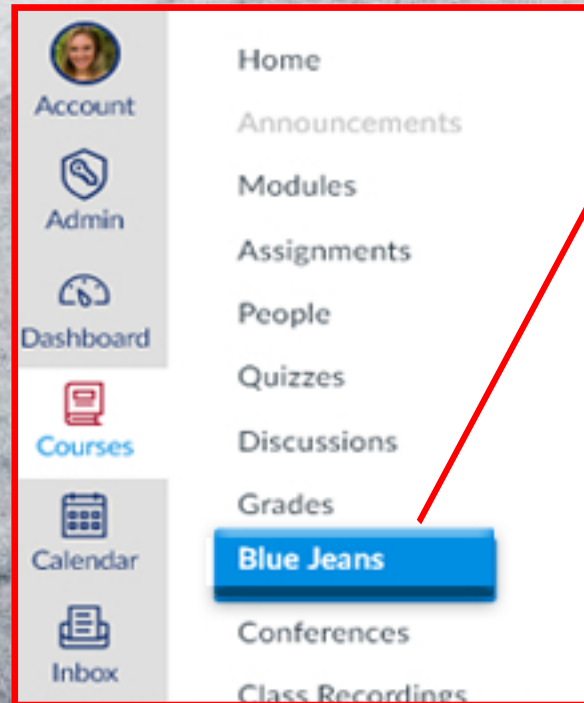 Account
Admin
Dashboard
Courses
Calendar
Inbox
Home
Announcements
Modules
Assignments
People
Quizzes
Discussions
Grades
Blue Jeans
Conferences
Class Recordings